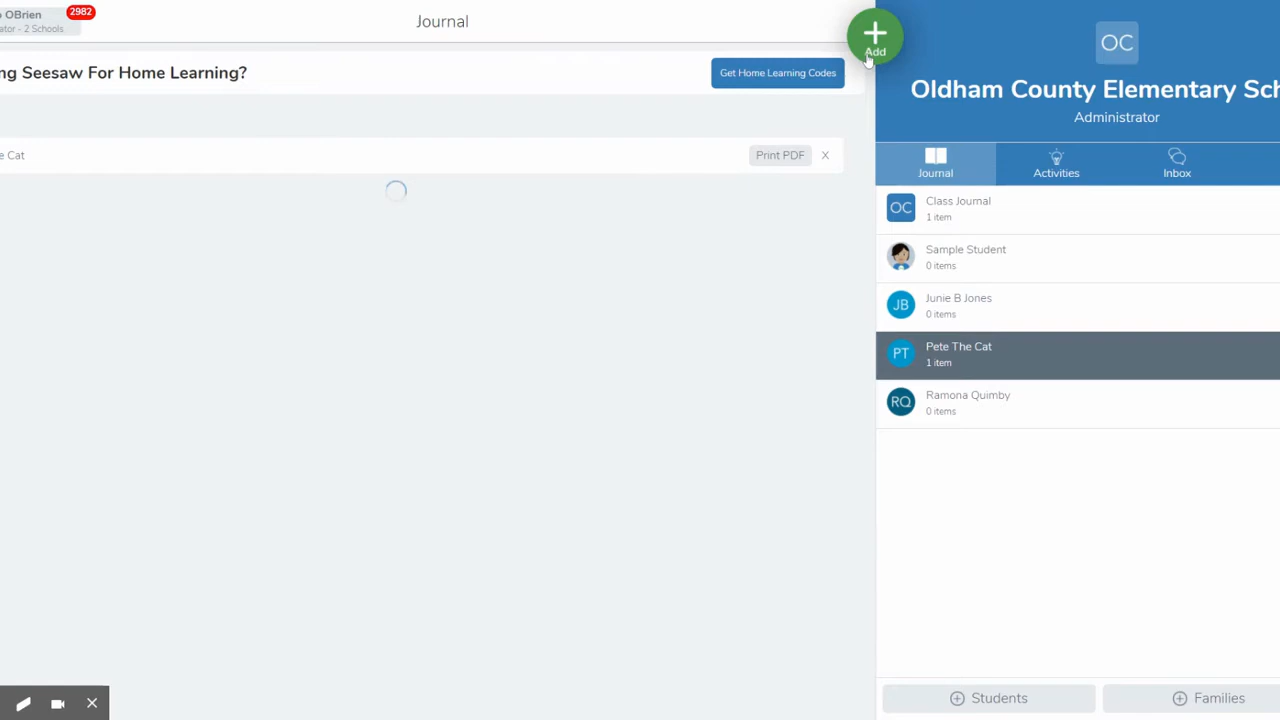 OBrien
2982
ator - 2 Schools
Journal
Add
OC
Oldham County Elementary Sch
Administrator
ng Seesaw For Home Learning?
Get Home Learning Codes
Journal
Activities
Inbox
e Cat
Print PDF
X
OC
Class Journal
1 item
Sample Student
0 items
JB
Junie B Jones
0 items
PT
Pete The Cat
1 item
RQ
Ramona Quimby
0 items
Students
Families